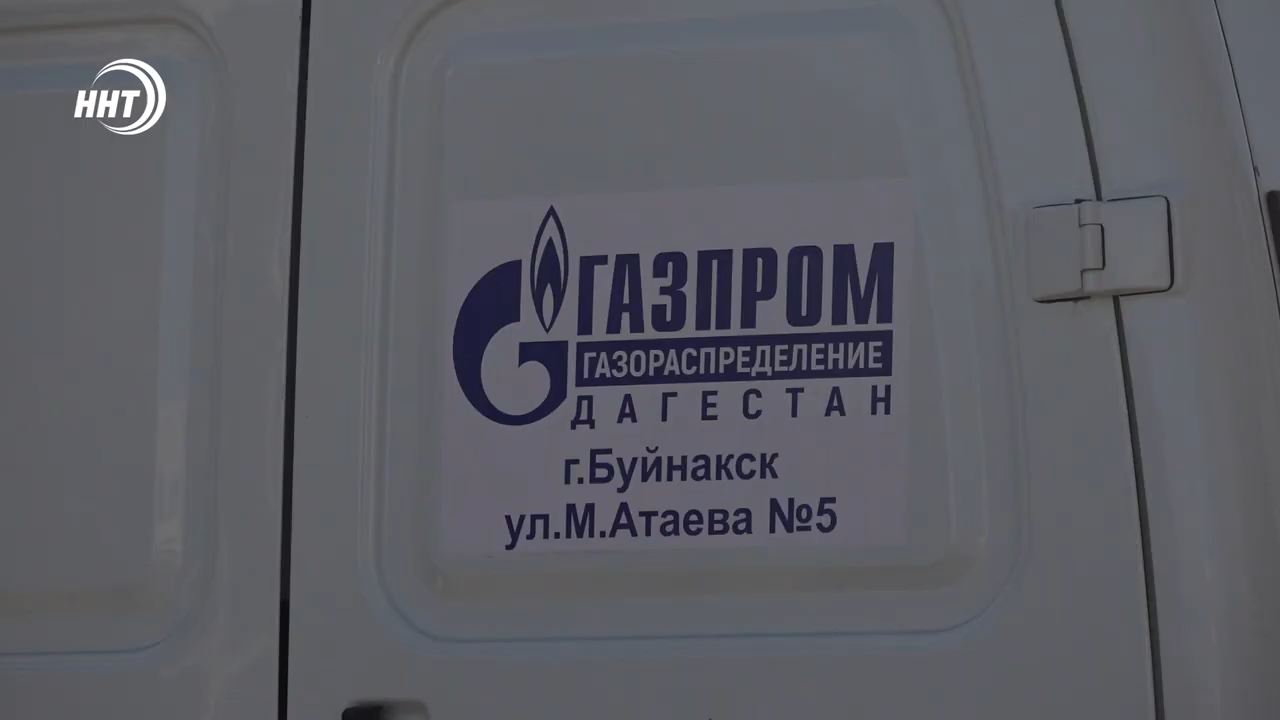 ННТ
ГАЗПРОМ
ГАЗОРАСПРЕДЕЛЕНИЕ
ДАГЕСТАН
г.Буйнакск
ул.М.Атаева №5